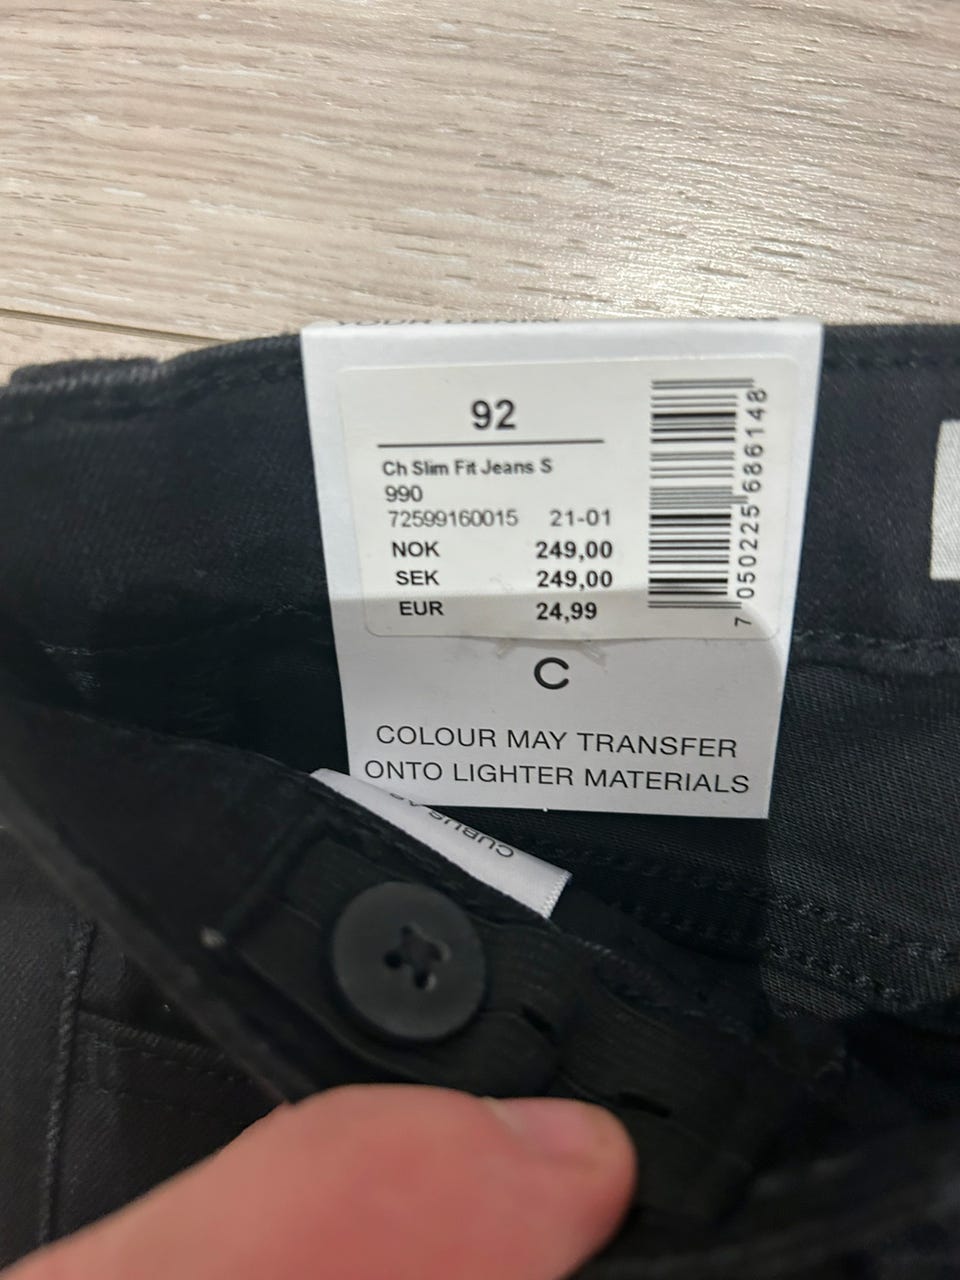 92
Ch Slim Fit Jeans S
990
72599160015 21-01
NOK 249,00
SEK 249,00
EUR 24,99
7 050225 686148
C
COLOUR MAY TRANSFER
ONTO LIGHTER MATERIALS
CUBUS